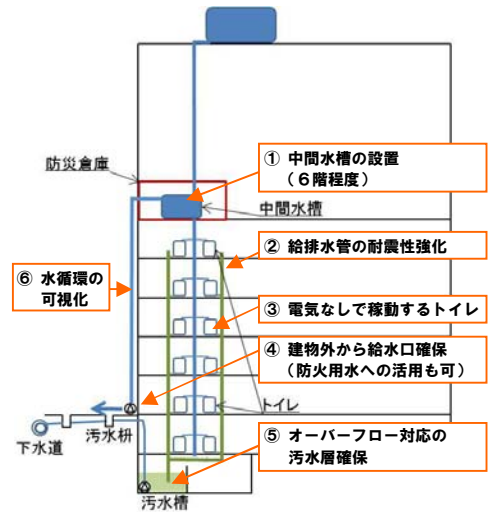 防災倉庫
① 中間水槽の設置
（６階程度）
中間水槽
② 給排水管の耐震性強化
⑥ 水循環の
可視化
③ 電気なしで稼動するトイレ
④ 建物外から給水口確保
（防火用水への活用も可）
トイレ
下水道
汚水枡
⑤ オーバーフロー対応の
汚水層確保
汚水槽